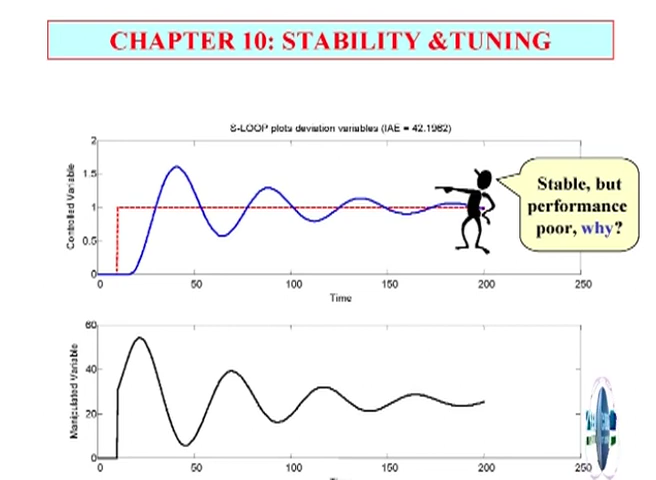 CHAPTER 10: STABILITY &TUNING
S-LOOP plots deviation variables (IAE = 42.1962)
2
1.5
1
0.5
0
Controlled Variable
0 50 100 150 200 250
Time
Stable, but
performance
poor, why?
60
40
20
0
Manipulated Variable
0 50 100 150 200 250
Time